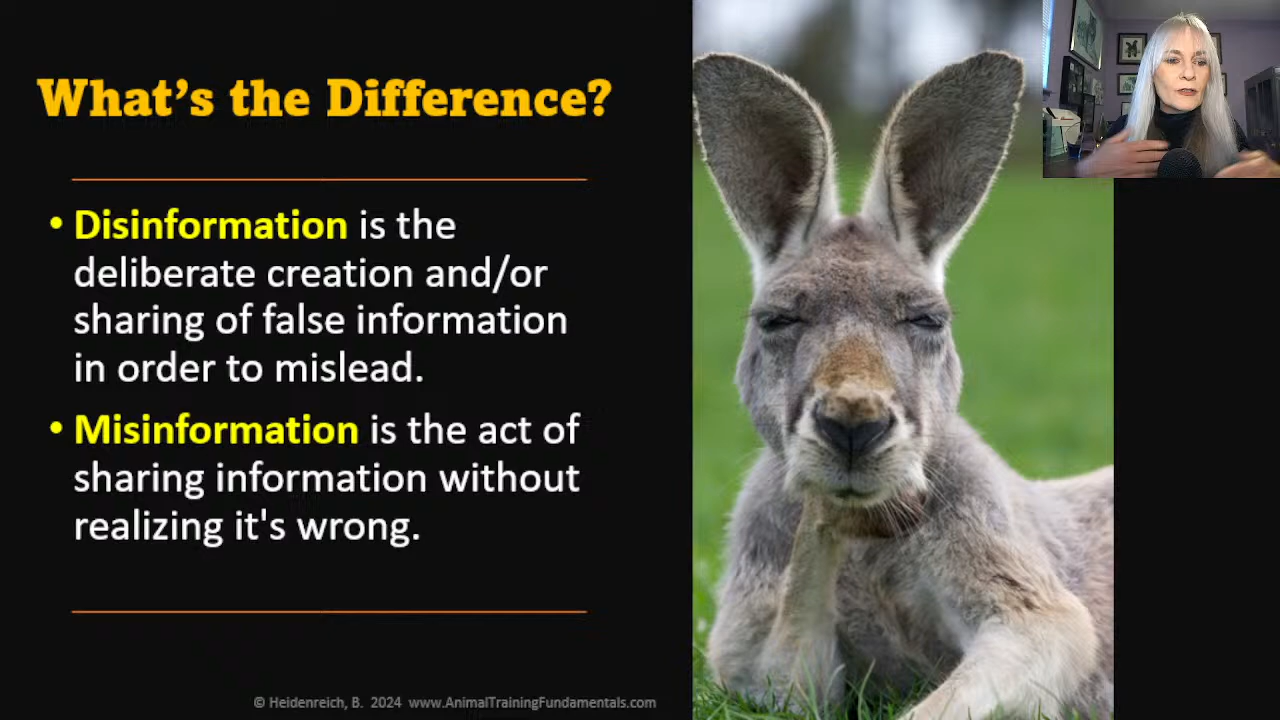 What’s the Difference?
• Disinformation is the
deliberate creation and/or
sharing of false information
in order to mislead.
• Misinformation is the act of
sharing information without
realizing it's wrong.
© Heidenreich, B. 2024 www.AnimalTrainingFundamentals.com